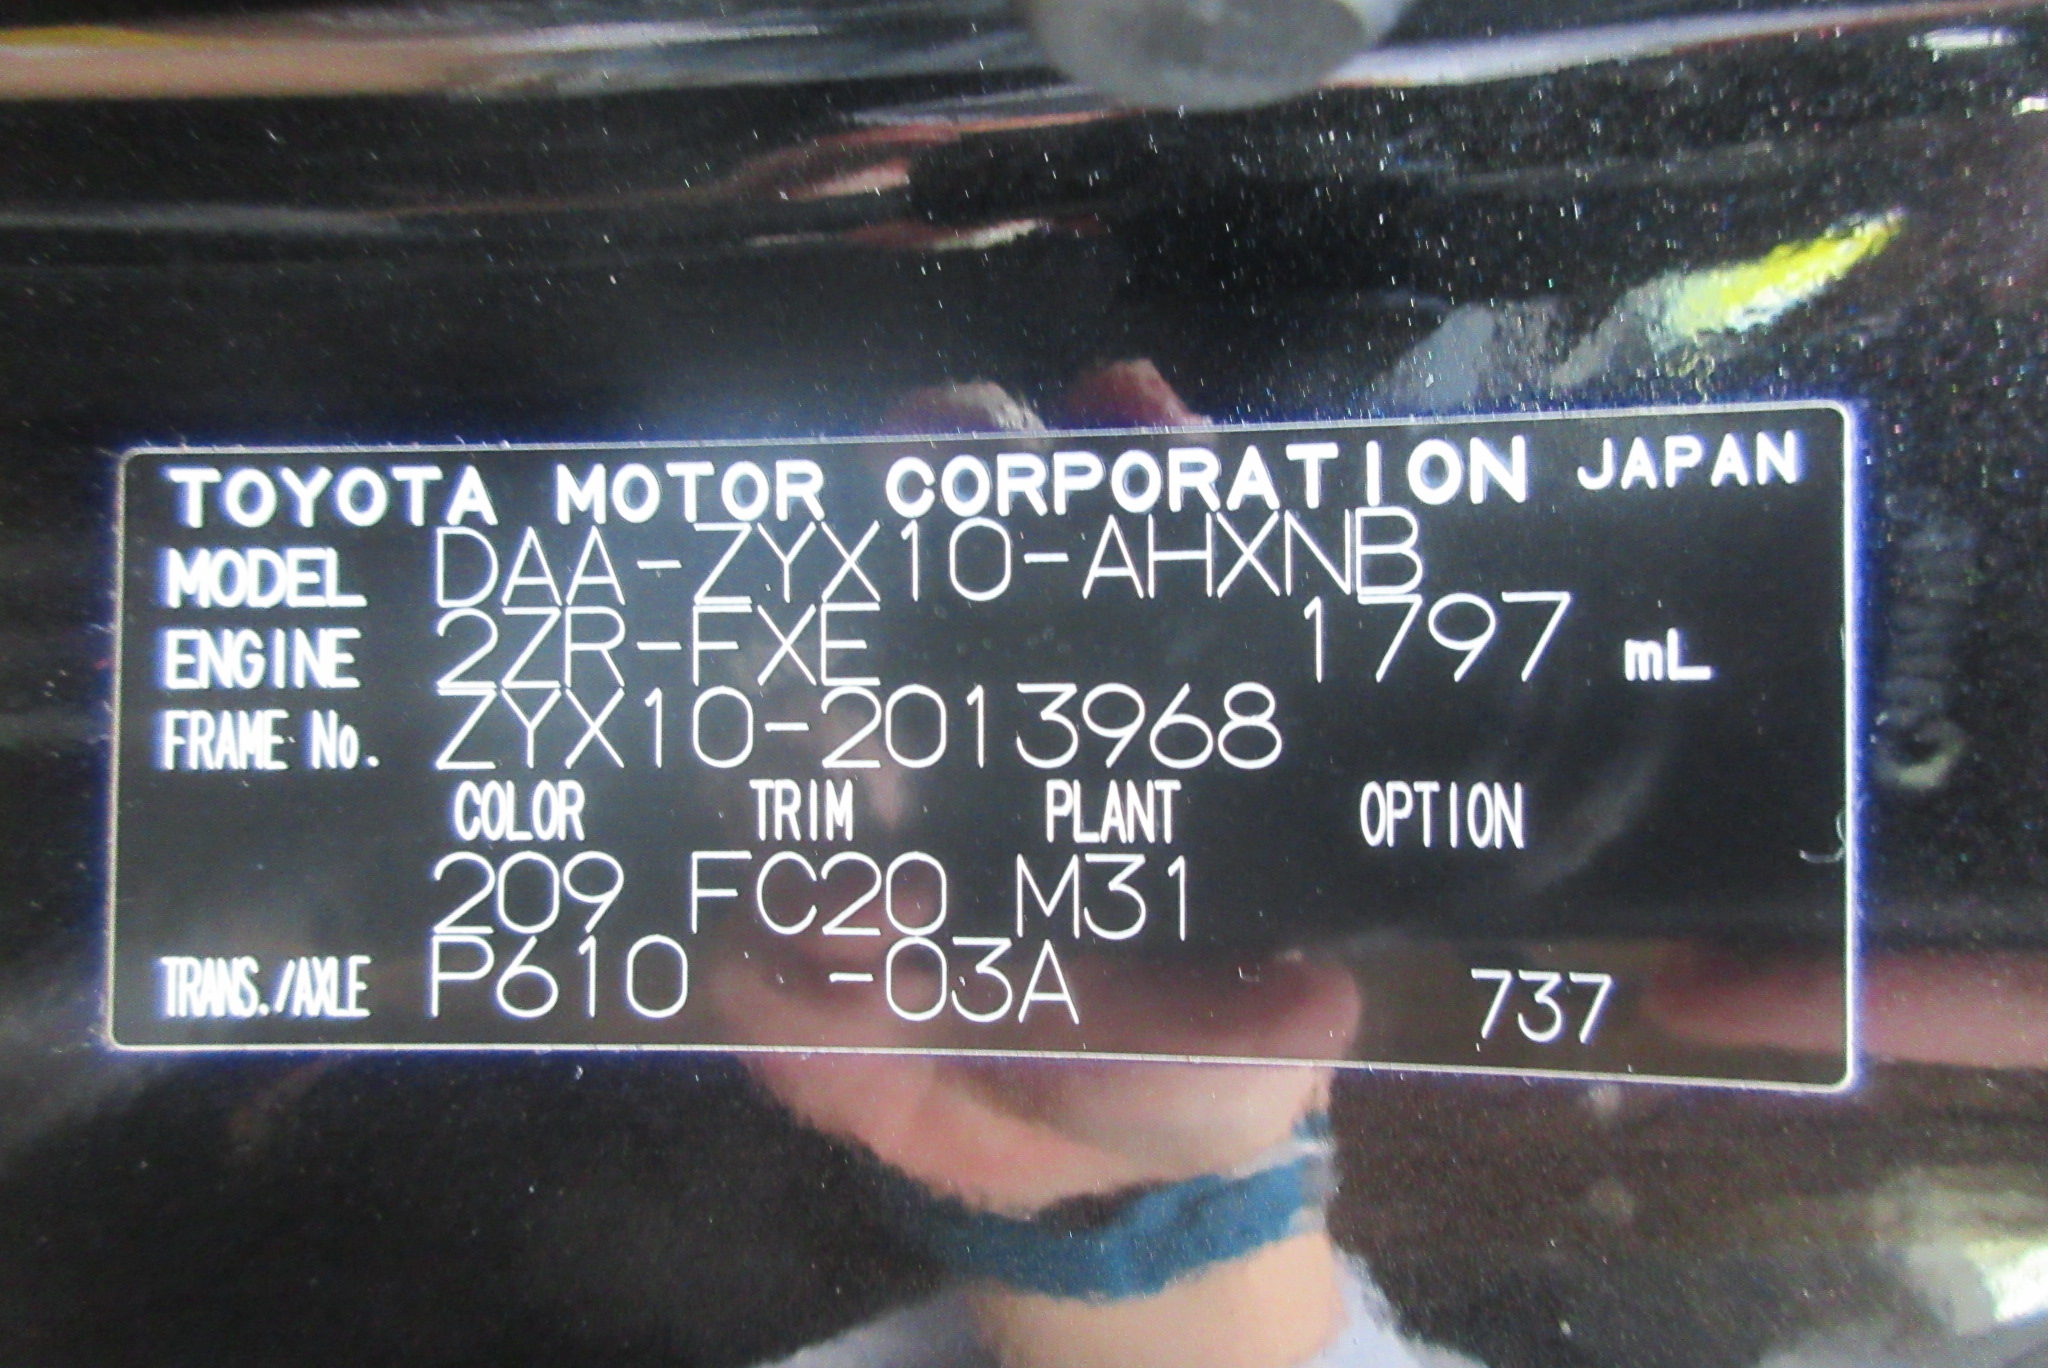 TOYOTA MOTOR CORPORATION JAPAN
MODEL DAA-ZYX10-AHXNB
ENGINE 2ZR-FXE 1797 mL
FRAME No. ZYX10-2013968
COLOR TRIM PLANT OPTION
209 FC20 M31
TRANS./AXLE P610 -03A 737